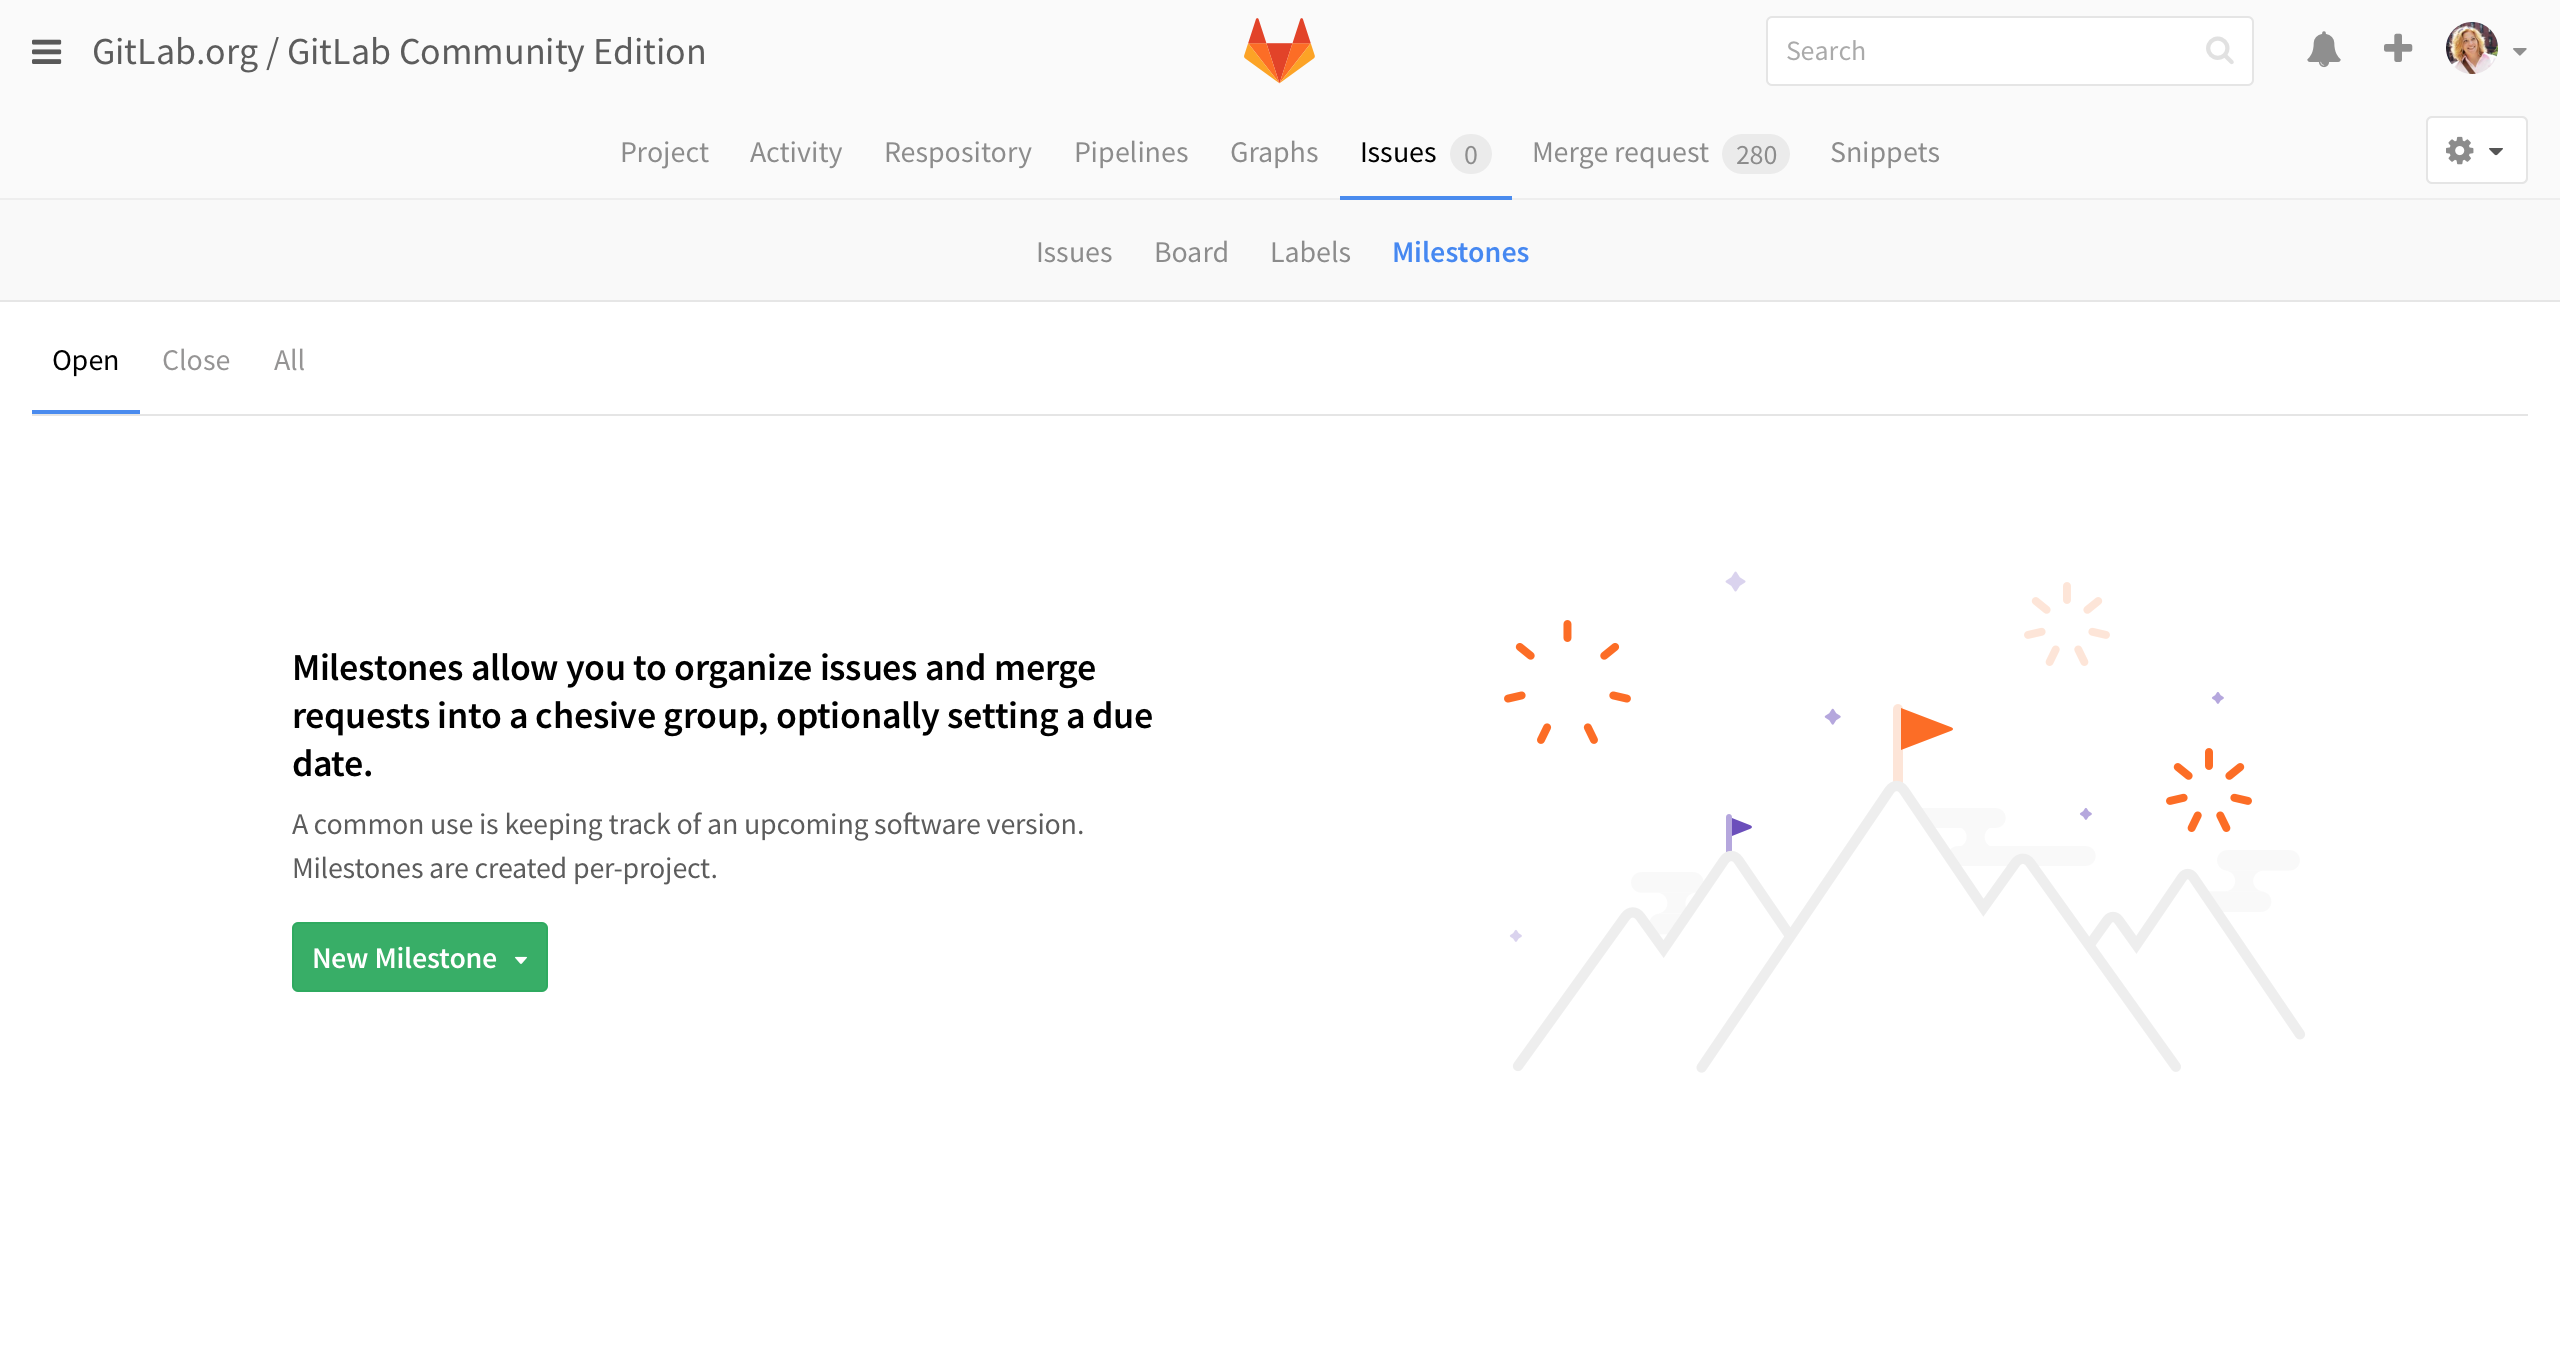 GitLab.org / GitLab Community Edition
Search
Project Activity Respository Pipelines Graphs Issues 0 Merge request 280 Snippets
Issues Board Labels Milestones
Open Close All
Milestones allow you to organize issues and merge
requests into a chesive group, optionally setting a due
date.
A common use is keeping track of an upcoming software version.
Milestones are created per-project.
New Milestone